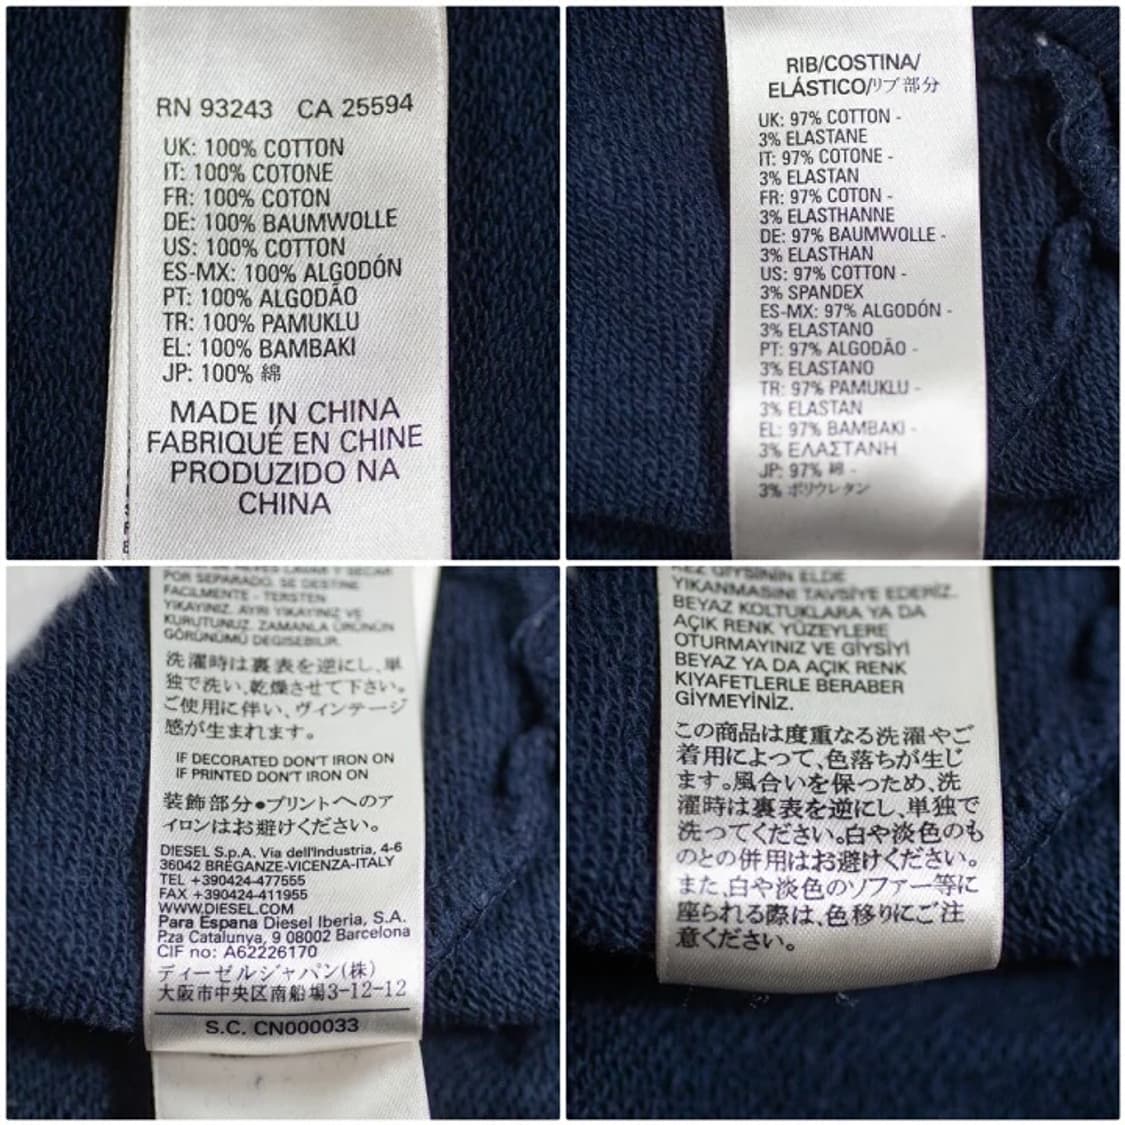 RN 93243 CA 25594
UK: 100% COTTON
IT: 100% COTONE
FR: 100% COTON
DE: 100% BAUMWOLLE
US: 100% COTTON
ES-MX: 100% ALGODÓN
PT: 100% ALGODÃO
TR: 100% PAMUKLU
EL: 100% BAMBAKI
JP: 100% 綿
MADE IN CHINA
FABRIQUÉ EN CHINE
PRODUZIDO NA
CHINA
RIB/COSTINA/
ELÁSTICO/リブ部分
UK: 97% COTTON -
3% ELASTANE
IT: 97% COTONE -
3% ELASTAN
FR: 97% COTON -
3% ELASTHANNE
DE: 97% BAUMWOLLE -
3% ELASTHAN
US: 97% COTTON -
3% SPANDEX
ES-MX: 97% ALGODÓN -
3% ELASTANO
PT: 97% ALGODÃO -
3% ELASTANO
TR: 97% PAMUKLU -
3% ELASTAN
EL: 97% BAMBAKI -
3% ΕΛΑΣΤΑΝΗ
JP: 97% 綿 -
3% ポリウレタン
POR SEPARADO. SE DESTINE
FACILMENTE - TERSTEN
YIKAYINIZ. AYRI YIKAYINIZ VE
KURUTUNUZ. ZAMANLA ÜRÜNÜN
GÖRÜNÜMÜ DEGISEBILIR.
洗濯時は裏表を逆にし、単
独で洗い、乾燥させて下さい。
ご使用に伴い、ヴィンテージ
感が生まれます。
IF DECORATED DON'T IRON ON
IF PRINTED DON'T IRON ON
装飾部分●プリントへのア
イロンはお避けください。
DIESEL S.p.A. Via dell'Industria, 4-6
36042 BREGANZE-VICENZA-ITALY
TEL +390424-477555
FAX +390424-411955
WWW.DIESEL.COM
Para Espana Diesel Iberia, S.A.
P.za Catalunya, 9 08002 Barcelona
CIF no: A62226170
ディーゼルジャパン(株)
大阪市中央区南船場3-12-12
S.C. CN000033
GIYSININ ELDE
YIKANMASINI TAVSİYE EDERİZ.
BEYAZ KOLTUKLARA YA DA
AÇIK RENK YÜZEYLERE
OTURMAYINIZ VE GİYSİYİ
BEYAZ YA DA AÇIK RENK
KIYAFETLERLE BERABER
GİYMEYİNİZ.
この商品は度重なる洗濯やご
着用によって、色落ちが生じ
ます。風合いを保つため、洗
濯時は裏表を逆にし、単独で
洗ってください。白や淡色のも
のとの併用はお避けください。
また、白や淡色のソファー等に
座られる際は、色移りにご注
意ください。